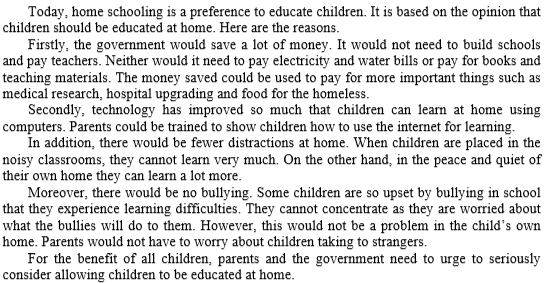 Today, home schooling is a preference to educate children. It is based on the opinion that
children should be educated at home. Here are the reasons.
Firstly, the government would save a lot of money. It would not need to build schools
and pay teachers. Neither would it need to pay electricity and water bills or pay for books and
teaching materials. The money saved could be used to pay for more important things such as
medical research, hospital upgrading and food for the homeless.
Secondly, technology has improved so much that children can learn at home using
computers. Parents could be trained to show children how to use the internet for learning.
In addition, there would be fewer distractions at home. When children are placed in the
noisy classrooms, they cannot learn very much. On the other hand, in the peace and quiet of
their own home they can learn a lot more.
Moreover, there would be no bullying. Some children are so upset by bullying in school
that they experience learning difficulties. They cannot concentrate as they are worried about
what the bullies will do to them. However, this would not be a problem in the child's own
home. Parents would not have to worry about children taking to strangers.
For the benefit of all children, parents and the government need to urge to seriously
consider allowing children to be educated at home.